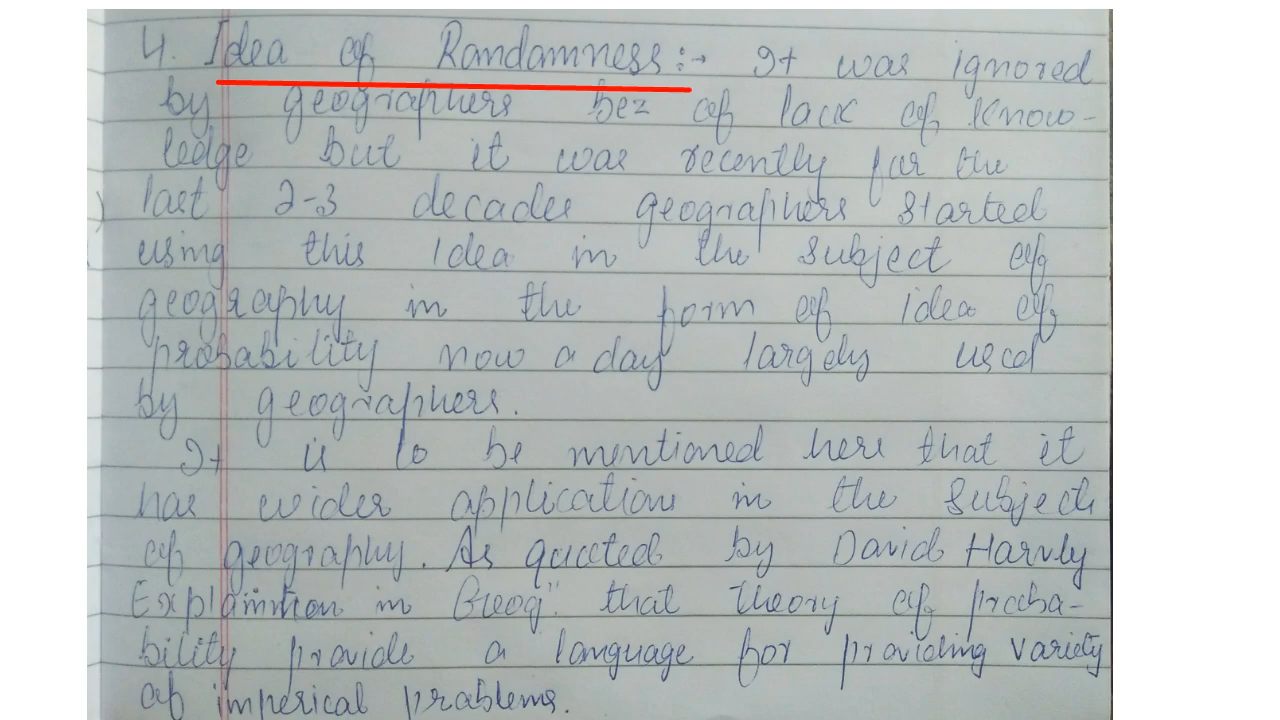 4. Idea of Randamness :→ It was ignored
by geographers bcz of lack of know-
ledge but it was recently for the
last 2-3 decades geographers started
using this idea in the subject of
geography in the form of idea of
probability now a day largely used
by geographers.
It is to be mentioned here that it
has wider application in the subject
of geography. As quoted by David Harvly
Explanation in Geog" that theory of proba-
bility provide a language for providing variety
of imperical problems.